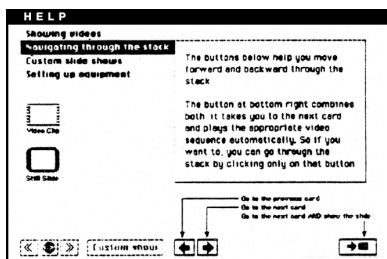 HELP
Showing videos
Navigating through the stack
Custom slide shows
Setting up equipment
The buttons below help you move
forward and backward through the
stack
The button at bottom right combines
both it takes you to the next card
and plays the appropriate video
sequence automatically. So if you
want to, you can go through the
stack by clicking only on that button
Video Clip
Still Slide
Go to the previous card
Go to the next card
Go to the next card AND show the slide
Custom shows